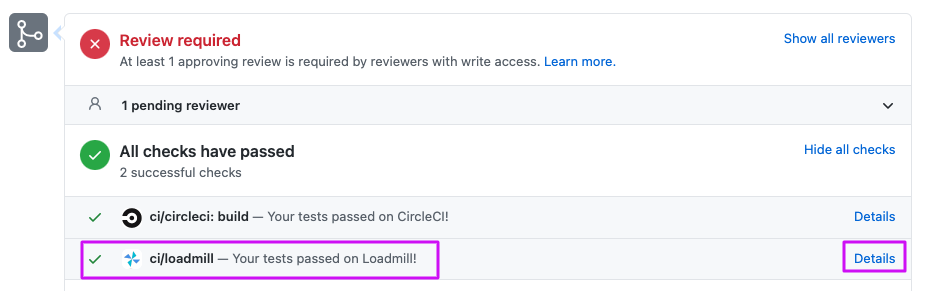 Review required
Show all reviewers
At least 1 approving review is required by reviewers with write access. Learn more.
1 pending reviewer
All checks have passed
Hide all checks
2 successful checks
ci/circleci: build — Your tests passed on CircleCI!
Details
ci/loadmill — Your tests passed on Loadmill!
Details